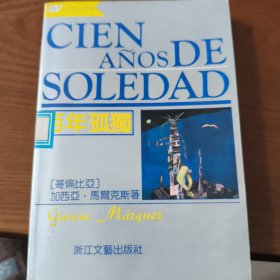 CIEN
AÑOS DE
SOLEDAD
百年孤獨
[哥倫比亞]
加西亞·馬爾克斯著
García Márquez
浙江文藝出版社